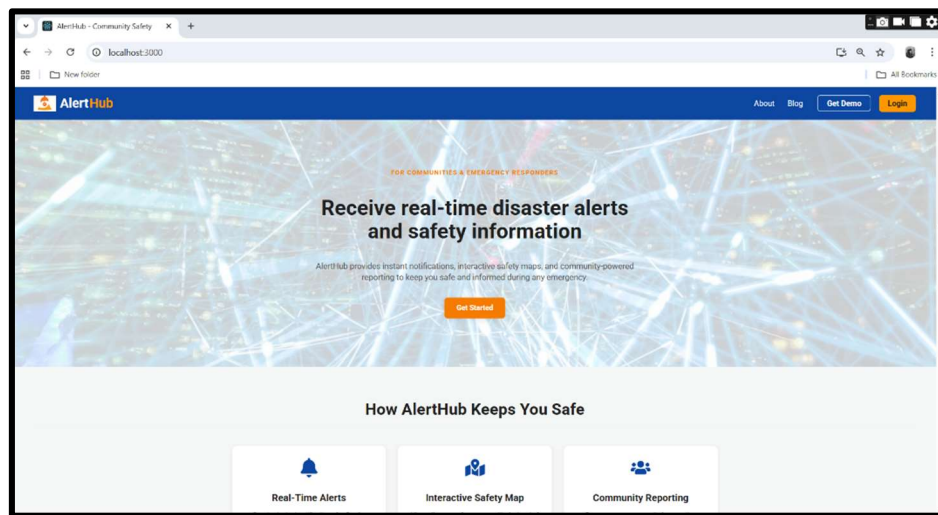 AlertHub - Community Safety
localhost:3000
New folder
All Bookmarks
AlertHub
About
Blog
Get Demo
Login
FOR COMMUNITIES & EMERGENCY RESPONDERS
Receive real-time disaster alerts
and safety information
AlertHub provides instant notifications, interactive safety maps, and community-powered
reporting to keep you safe and informed during any emergency.
Get Started
How AlertHub Keeps You Safe
Real-Time Alerts
Interactive Safety Map
Community Reporting